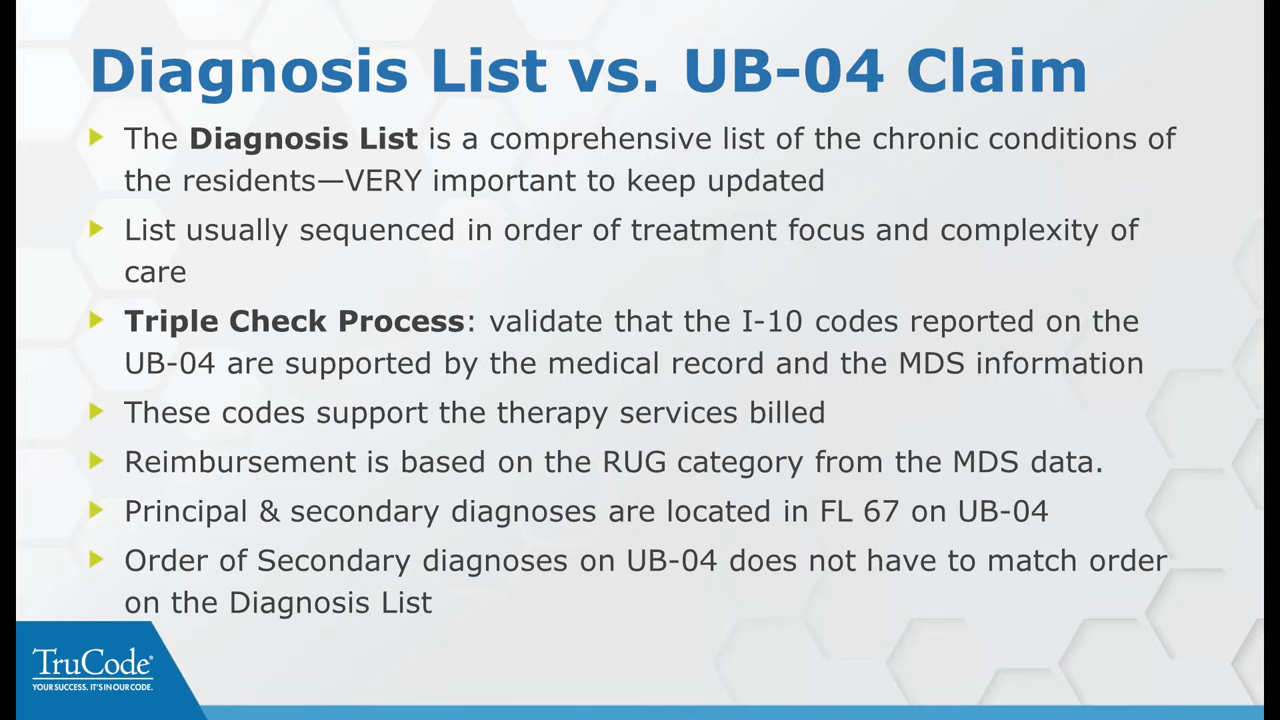 Diagnosis List vs. UB-04 Claim
The Diagnosis List is a comprehensive list of the chronic conditions of
the residents—VERY important to keep updated
List usually sequenced in order of treatment focus and complexity of
care
Triple Check Process: validate that the I-10 codes reported on the
UB-04 are supported by the medical record and the MDS information
These codes support the therapy services billed
Reimbursement is based on the RUG category from the MDS data.
Principal & secondary diagnoses are located in FL 67 on UB-04
Order of Secondary diagnoses on UB-04 does not have to match order
on the Diagnosis List
TruCode®
YOUR SUCCESS. IT'S IN OUR CODE.